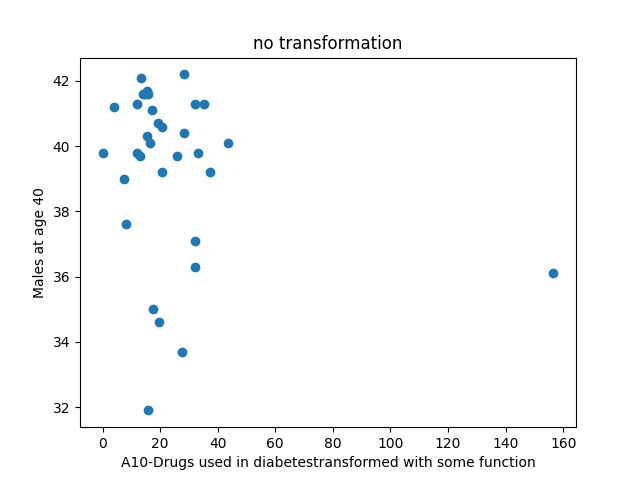 no transformation
42
40
38
36
34
32
Males at age 40
0 20 40 60 80 100 120 140 160
A10-Drugs used in diabetestransformed with some function